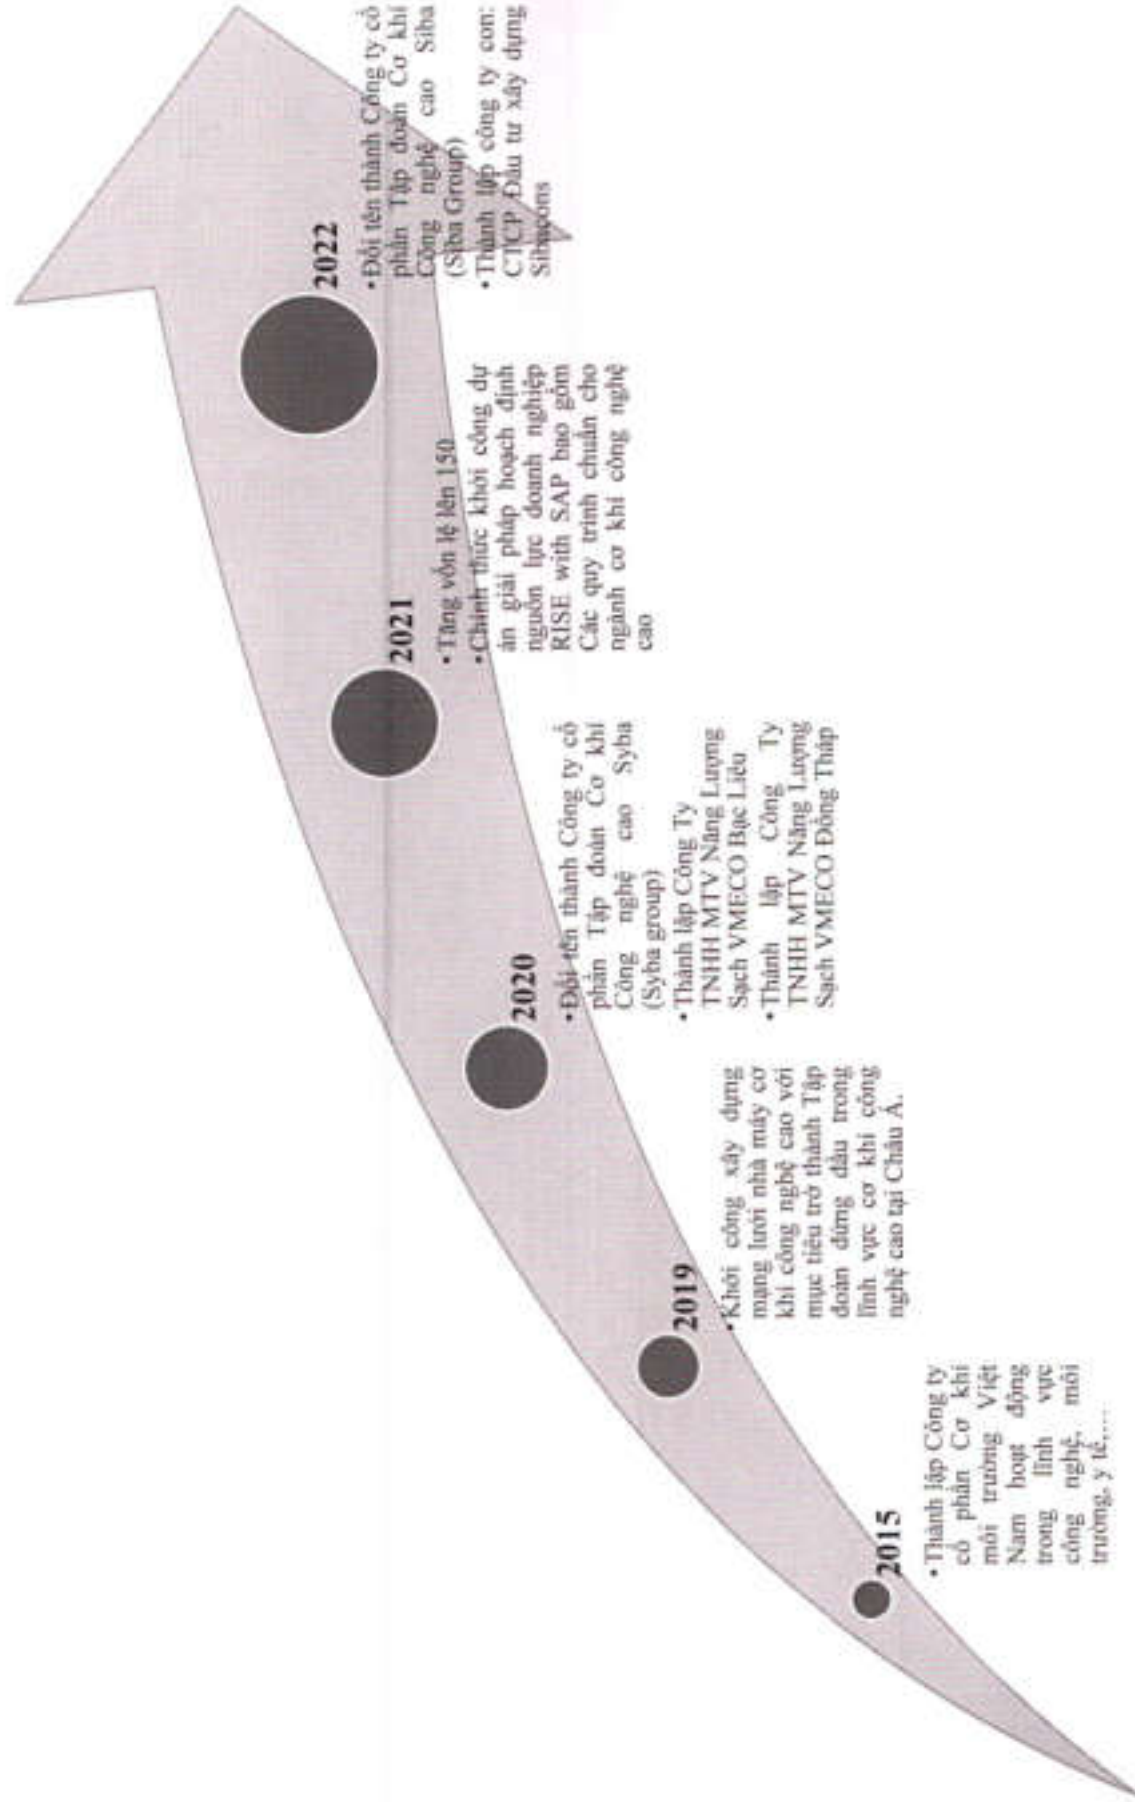 2015
•Thành lập Công ty
cổ phần Cơ khí
môi trường Việt
Nam hoạt động
trong lĩnh vực
công nghệ, môi
trường, y tế,…
2019
•Khởi công xây dựng
mạng lưới nhà máy cơ
khí công nghệ cao với
mục tiêu trở thành Tập
đoàn đứng đầu trong
lĩnh vực cơ khí công
nghệ cao tại Châu Á.
2020
•Đổi tên thành Công ty cổ
phần Tập đoàn Cơ khí
Công nghệ cao Syba
(Syba group)
•Thành lập Công Ty
TNHH MTV Năng Lượng
Sạch VMECO Bạc Liêu
•Thành lập Công Ty
TNHH MTV Năng Lượng
Sạch VMECO Đồng Tháp
2021
•Tăng vốn lệ lên 150
•Chính thức khởi công dự
án giải pháp hoạch định
nguồn lực doanh nghiệp
RISE with SAP bao gồm
Các quy trình chuẩn cho
ngành cơ khí công nghệ
cao
2022
•Đổi tên thành Công ty cổ
phần Tập đoàn Cơ khí
Công nghệ cao Siba
(Siba Group)
•Thành lập công ty con:
CTCP Đầu tư xây dựng
Sibacons